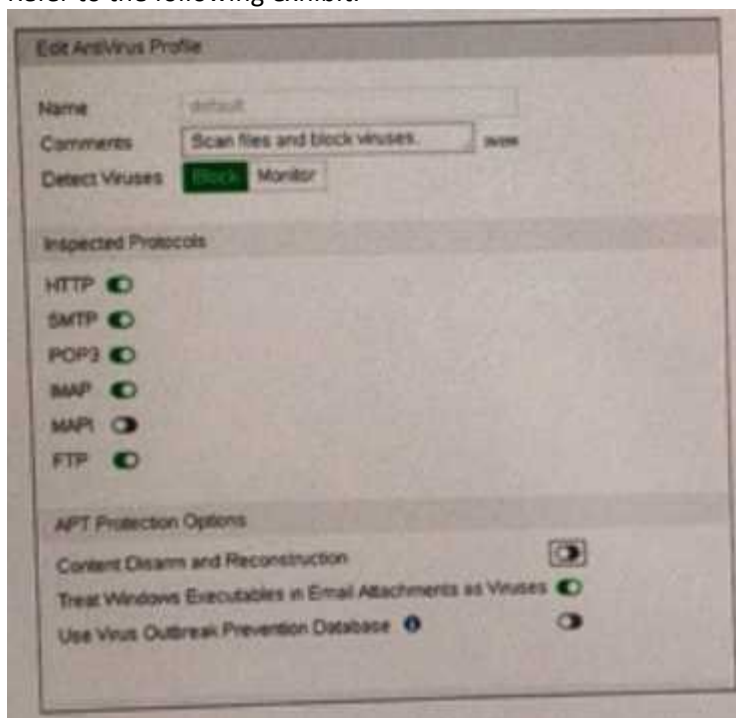 Refer to the following exhibit.
Edit AntiVirus Profile
Name default
Comments Scan files and block viruses.
Detect Viruses Block Monitor
Inspected Protocols
HTTP
SMTP
POP3
IMAP
MAPI
FTP
APT Protection Options
Content Disarm and Reconstruction
Treat Windows Executables in Email Attachments as Viruses
Use Virus Outbreak Prevention Database